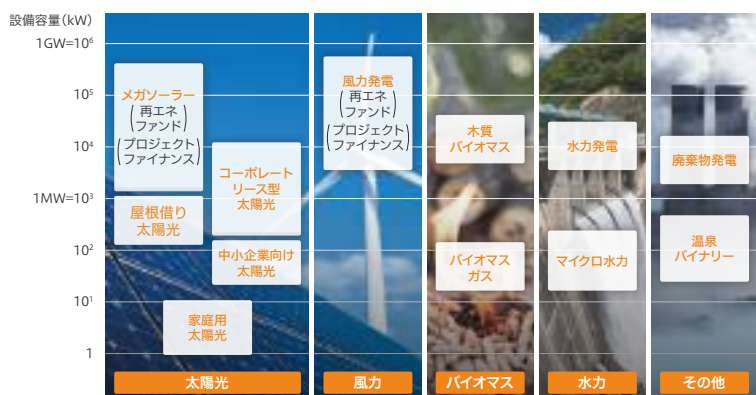 設備容量(kW)
1GW=10⁶
10⁵
10⁴
1MW=10³
10²
10¹
1
メガソーラー
(再エネ
ファンド)
(プロジェクト
ファイナンス)
屋根借り
太陽光
コーポレート
リース型
太陽光
中小企業向け
太陽光
家庭用
太陽光
太陽光
風力発電
(再エネ
ファンド)
(プロジェクト
ファイナンス)
風力
木質
バイオマス
バイオマス
ガス
バイオマス
水力発電
マイクロ水力
水力
廃棄物発電
温泉
バイナリー
その他